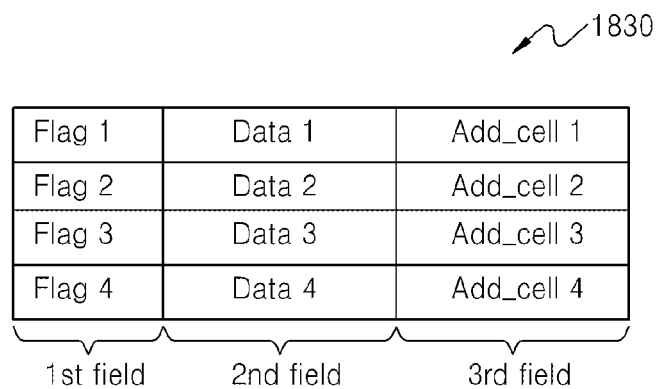 1830
Flag 1 Data 1 Add_cell 1
Flag 2 Data 2 Add_cell 2
Flag 3 Data 3 Add_cell 3
Flag 4 Data 4 Add_cell 4
1st field 2nd field 3rd field